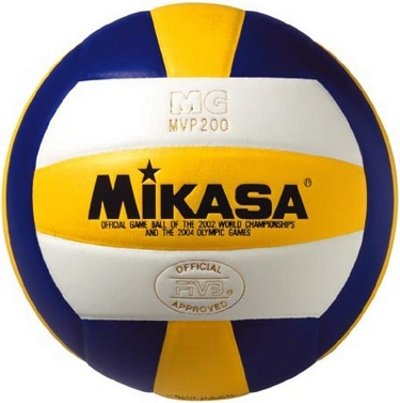 MG
MVP200
MIKASA®
OFFICIAL GAME BALL OF THE 2002 WORLD CHAMPIONSHIPS
AND THE 2004 OLYMPIC GAMES
OFFICIAL
FIVB®
APPROVED